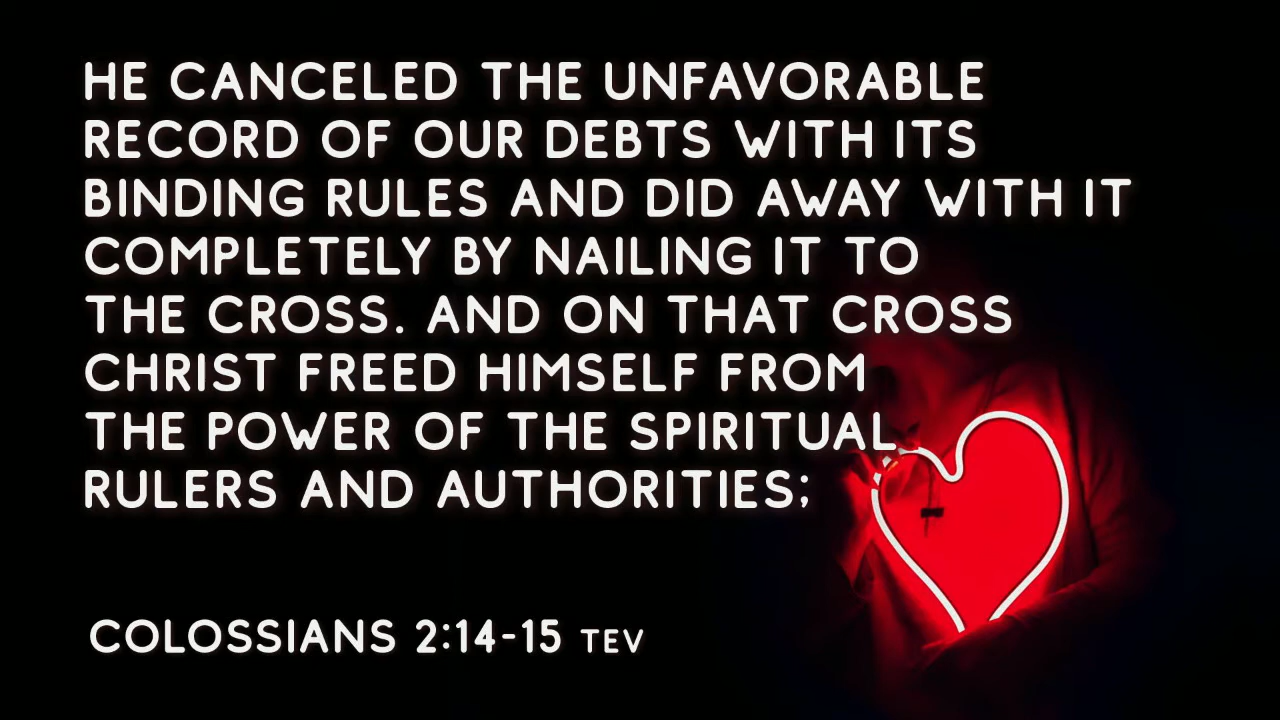 HE CANCELED THE UNFAVORABLE
RECORD OF OUR DEBTS WITH ITS
BINDING RULES AND DID AWAY WITH IT
COMPLETELY BY NAILING IT TO
THE CROSS. AND ON THAT CROSS
CHRIST FREED HIMSELF FROM
THE POWER OF THE SPIRITUAL
RULERS AND AUTHORITIES;
COLOSSIANS 2:14-15 TEV